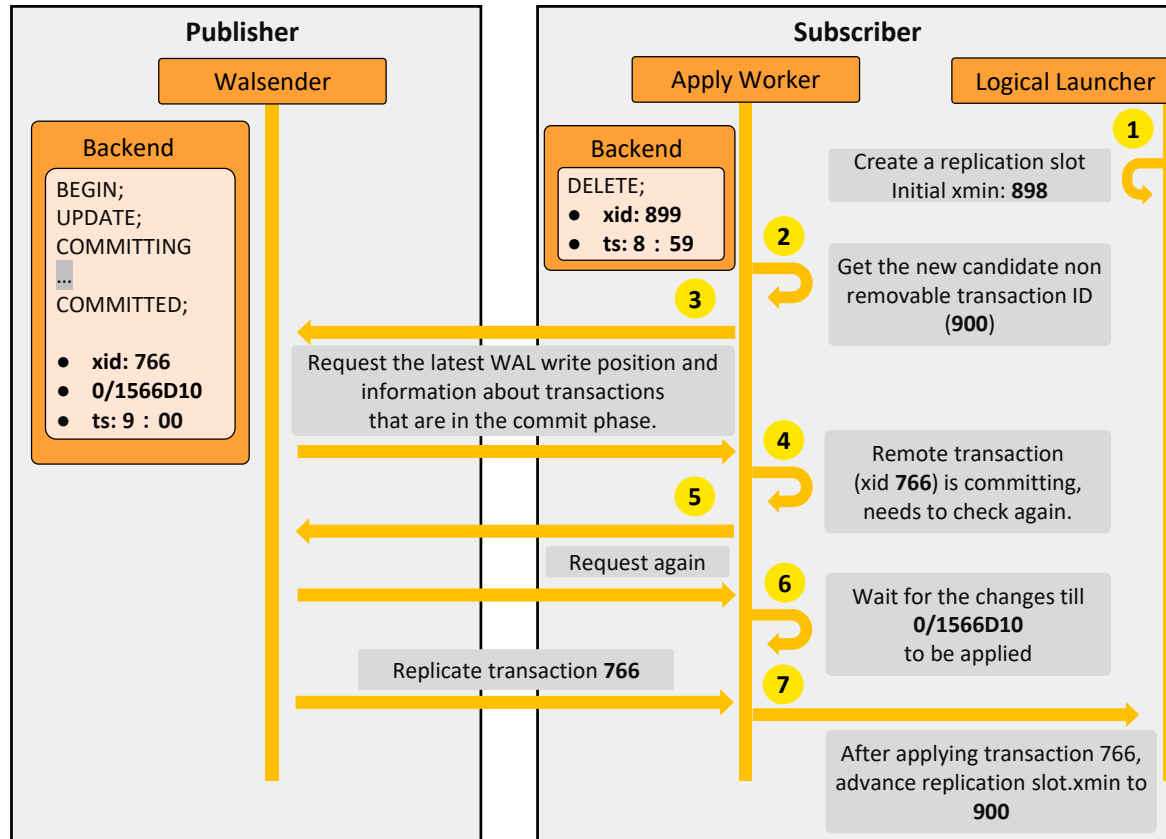 Publisher
Subscriber
Walsender
Apply Worker
Logical Launcher
Backend
BEGIN;
UPDATE;
COMMITTING
...
COMMITTED;
● xid: 766
● 0/1566D10
● ts: 9 : 00
Backend
DELETE;
● xid: 899
● ts: 8 : 59
1
Create a replication slot
Initial xmin: 898
2
Get the new candidate non
removable transaction ID
(900)
3
Request the latest WAL write position and
information about transactions
that are in the commit phase.
4
Remote transaction
(xid 766) is committing,
needs to check again.
5
Request again
6
Wait for the changes till
0/1566D10
to be applied
Replicate transaction 766
7
After applying transaction 766,
advance replication slot.xmin to
900